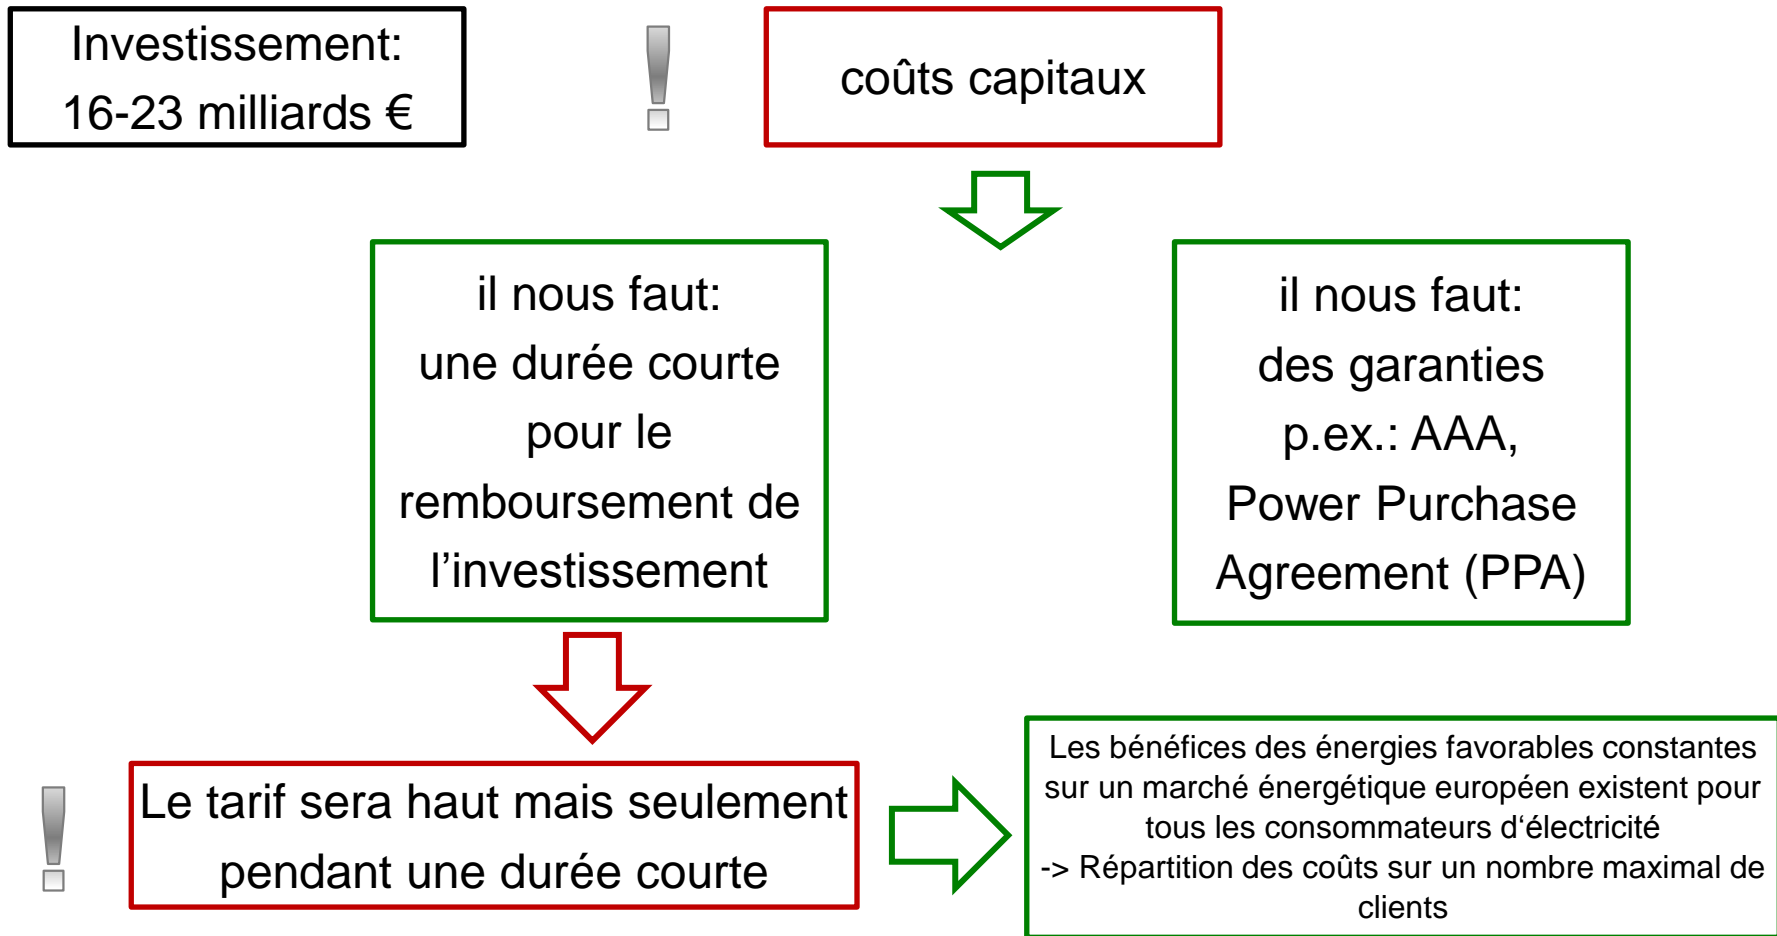 Investissement:
16-23 milliards €
coûts capitaux
il nous faut:
une durée courte
pour le
remboursement de
l’investissement
il nous faut:
des garanties
p.ex.: AAA,
Power Purchase
Agreement (PPA)
Le tarif sera haut mais seulement
pendant une durée courte
Les bénéfices des énergies favorables constantes
sur un marché énergétique européen existent pour
tous les consommateurs d‘électricité
-> Répartition des coûts sur un nombre maximal de
clients